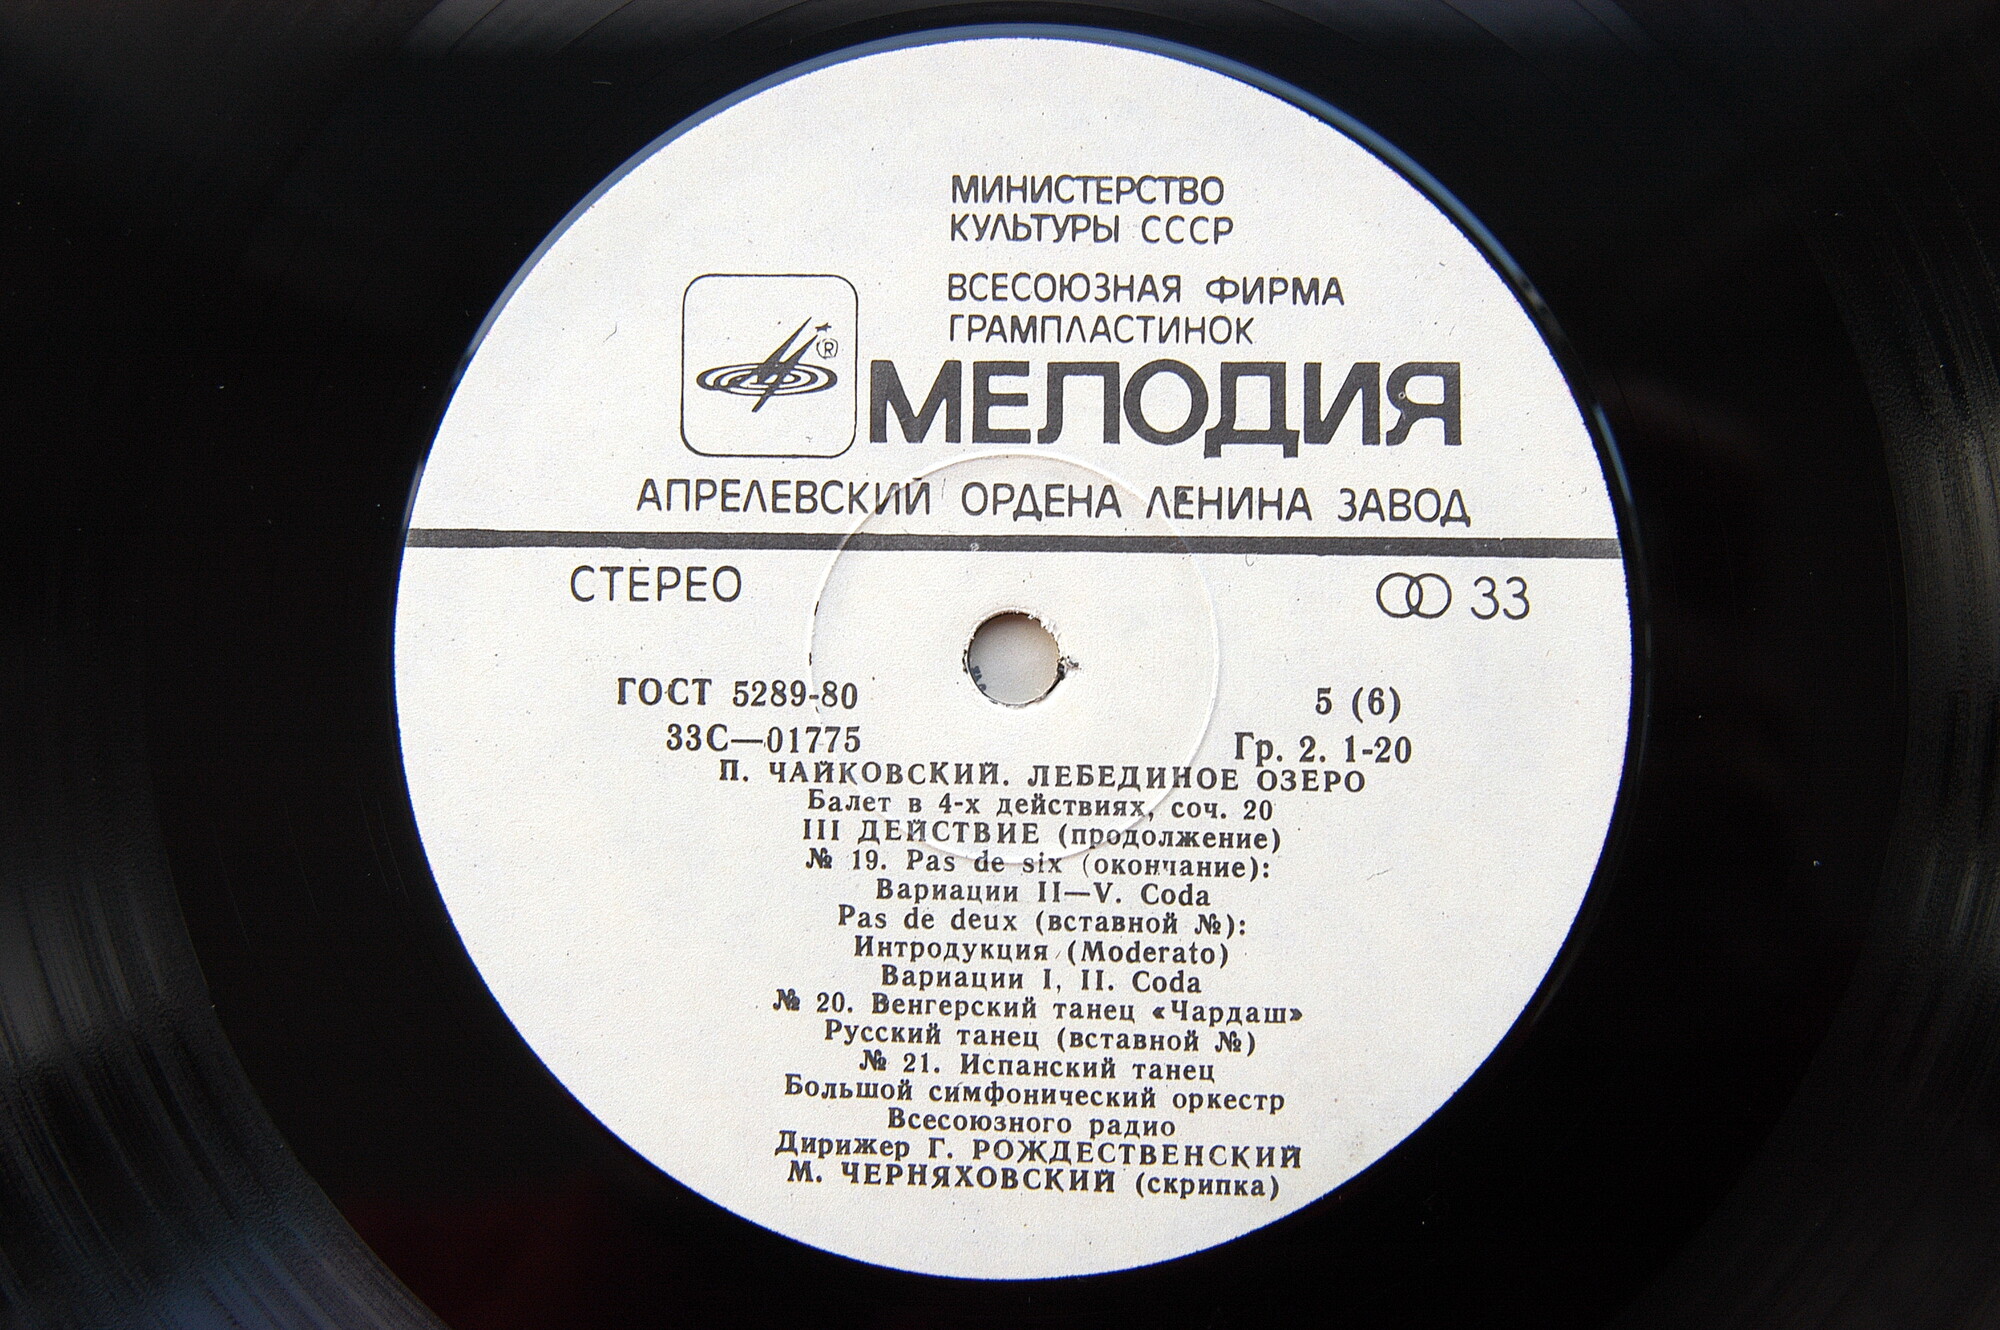 МИНИСТЕРСТВО
КУЛЬТУРЫ СССР
ВСЕСОЮЗНАЯ ФИРМА
ГРАМПЛАСТИНОК
®
МЕЛОДИЯ
АПРЕЛЕВСКИЙ ОРДЕНА ЛЕНИНА ЗАВОД
СТЕРЕО
33
ГОСТ 5289-80
5 (6)
33С—01775
Гр. 2. 1-20
П. ЧАЙКОВСКИЙ. ЛЕБЕДИНОЕ ОЗЕРО
Балет в 4-х действиях, соч. 20
III ДЕЙСТВИЕ (продолжение)
№ 19. Pas de six (окончание):
Вариации II—V. Coda
Pas de deux (вставной №):
Интродукция (Moderato)
Вариации I, II. Coda
№ 20. Венгерский танец «Чардаш»
Русский танец (вставной №)
№ 21. Испанский танец
Большой симфонический оркестр
Всесоюзного радио
Дирижер Г. РОЖДЕСТВЕНСКИЙ
М. ЧЕРНЯХОВСКИЙ (скрипка)